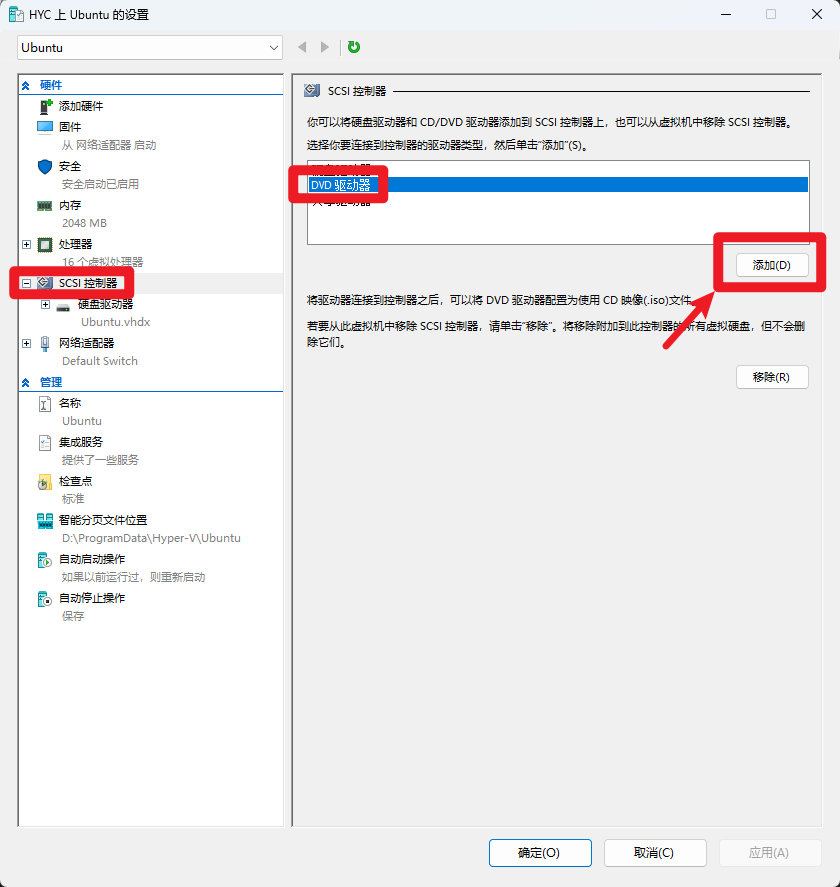 HYC 上 Ubuntu 的设置
Ubuntu
硬件
添加硬件
固件
从 网络适配器 启动
安全
安全启动已启用
内存
2048 MB
处理器
16 个虚拟处理器
SCSI 控制器
硬盘驱动器
Ubuntu.vhdx
网络适配器
Default Switch
管理
名称
Ubuntu
集成服务
提供了一些服务
检查点
标准
智能分页文件位置
D:\ProgramData\Hyper-V\Ubuntu
自动启动操作
如果以前运行过，则重新启动
自动停止操作
保存
SCSI 控制器
你可以将硬盘驱动器和 CD/DVD 驱动器添加到 SCSI 控制器上，也可以从虚拟机中移除 SCSI 控制器。
选择你要连接到控制器的驱动器类型，然后单击"添加"(S)。
DVD 驱动器
添加(D)
将驱动器连接到控制器之后，可以将 DVD 驱动器配置为使用 CD 映像(.iso)文件
若要从此虚拟机中移除 SCSI 控制器，请单击"移除"。将移除附加到此控制器的所有虚拟硬盘，但不会删
除它们。
移除(R)
确定(O)
取消(C)
应用(A)